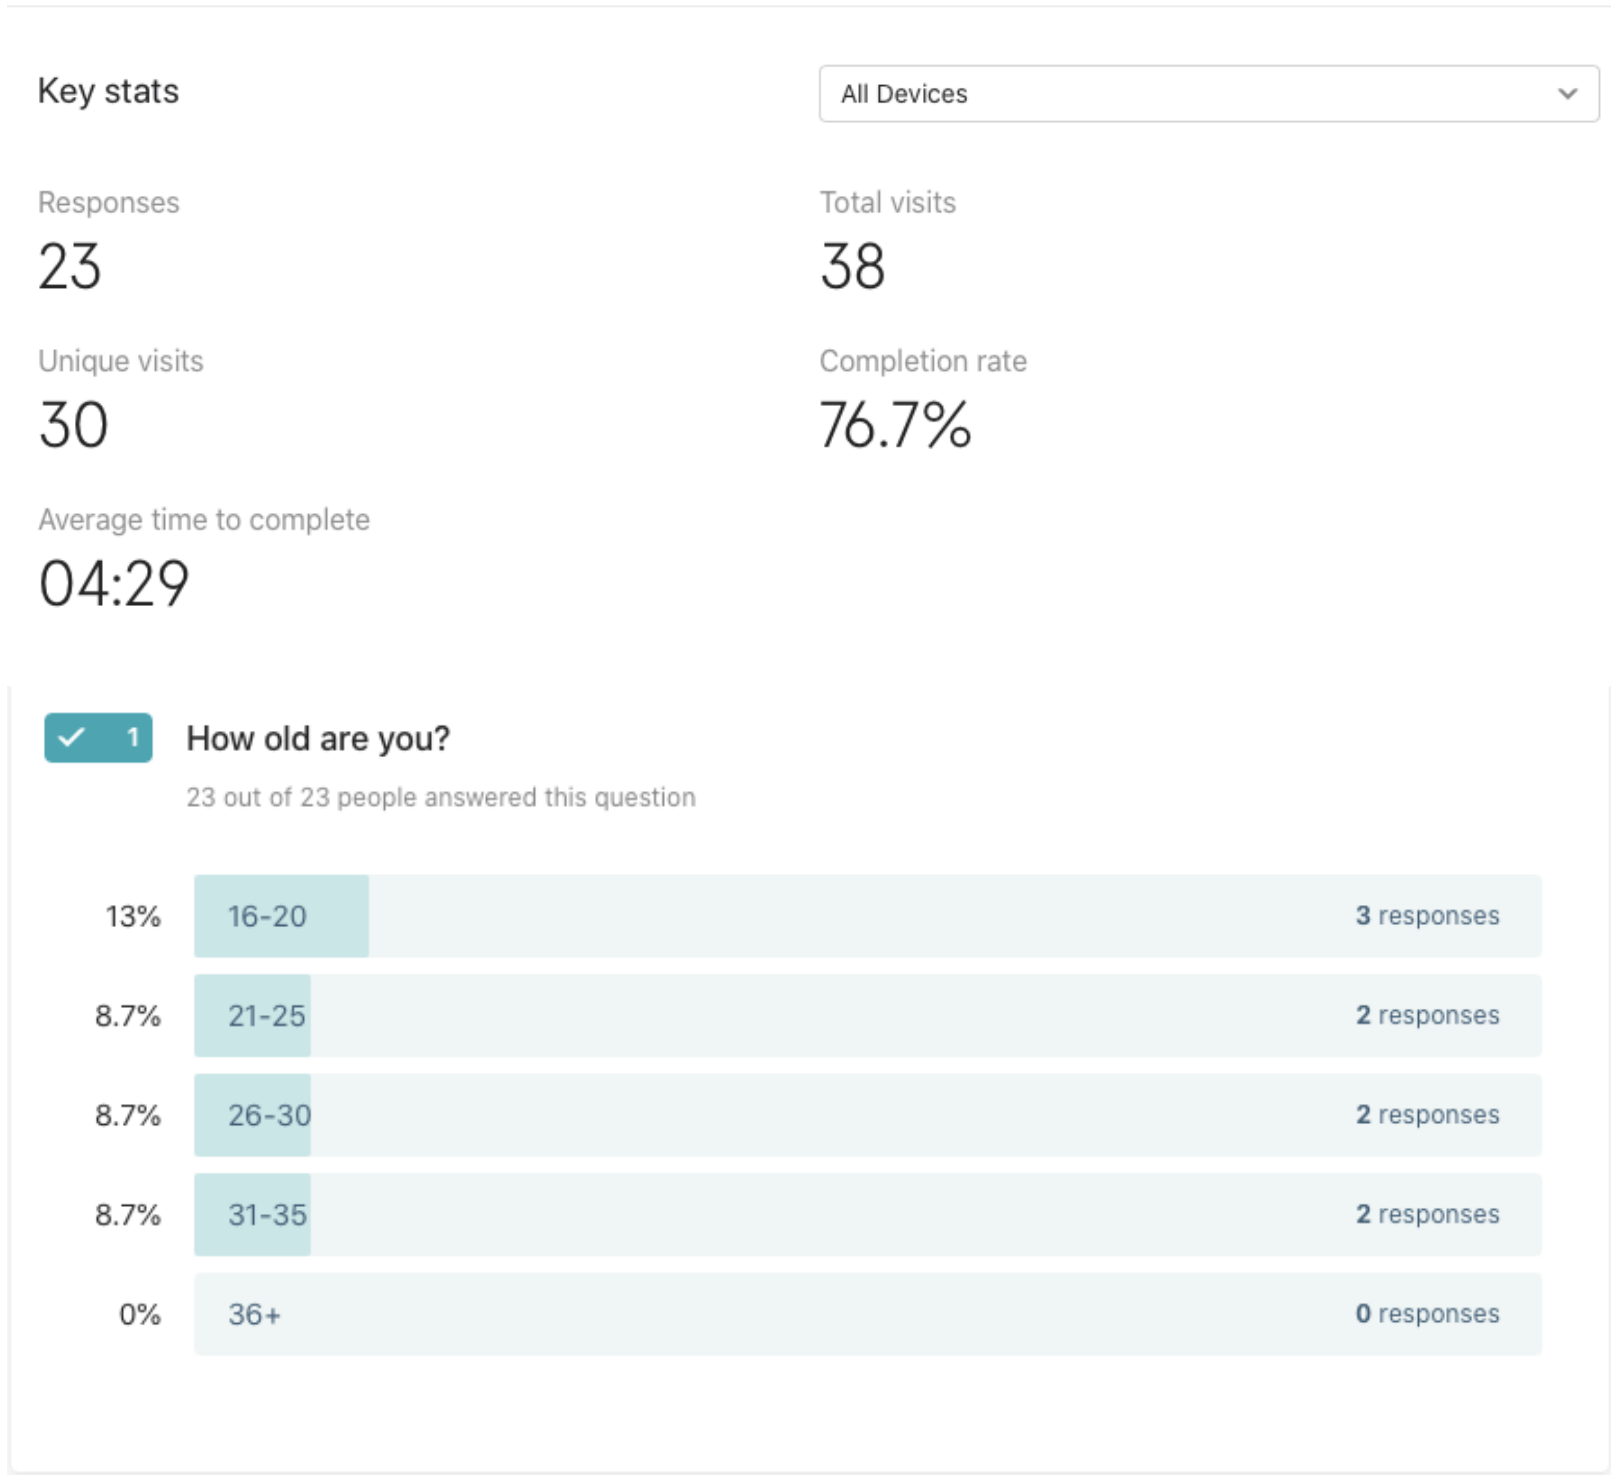 Key stats
All Devices
Responses
23
Total visits
38
Unique visits
30
Completion rate
76.7%
Average time to complete
04:29
1 How old are you?
23 out of 23 people answered this question
13% 16-20 3 responses
8.7% 21-25 2 responses
8.7% 26-30 2 responses
8.7% 31-35 2 responses
0% 36+ 0 responses